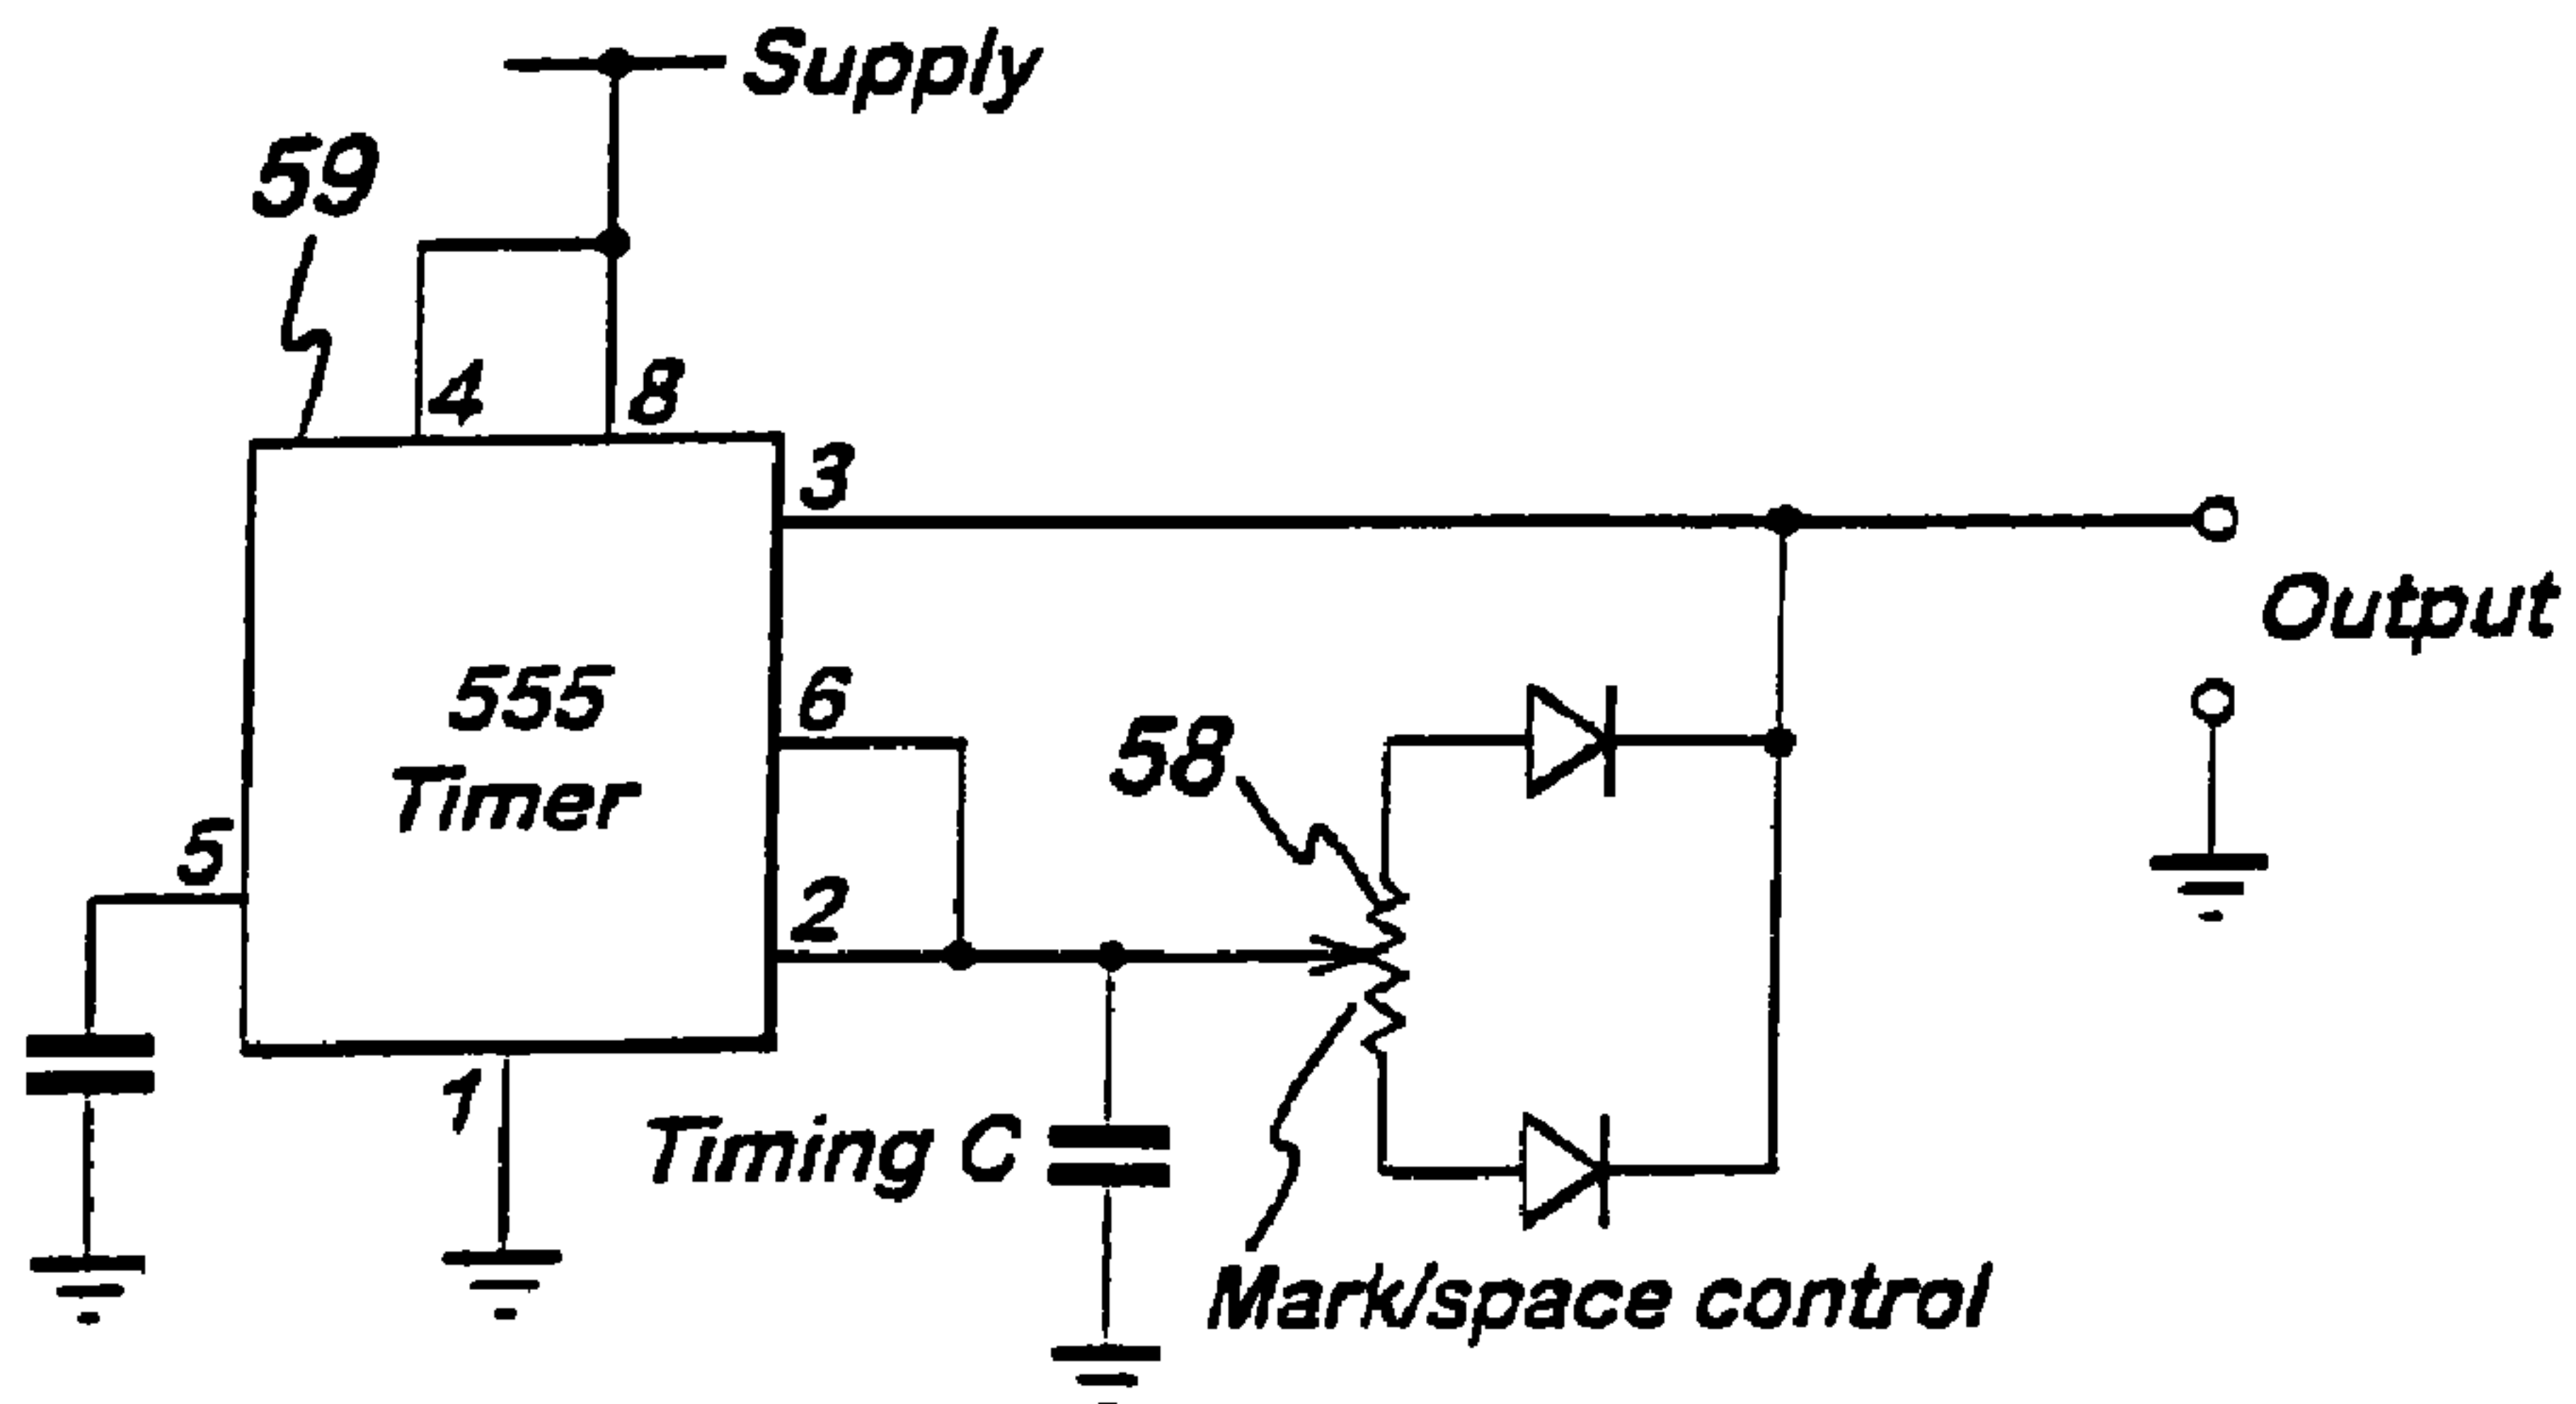 Supply
59
4
8
3
Output
555
Timer
6
58
5
2
1
Timing C
Mark/space control